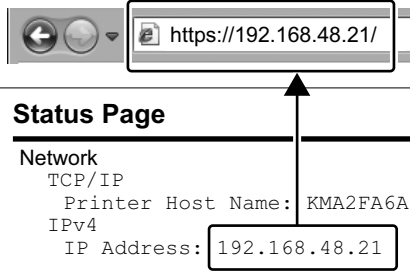 https://192.168.48.21/
Status Page
Network
TCP/IP
Printer Host Name: KMA2FA6A
IPv4
IP Address: 192.168.48.21